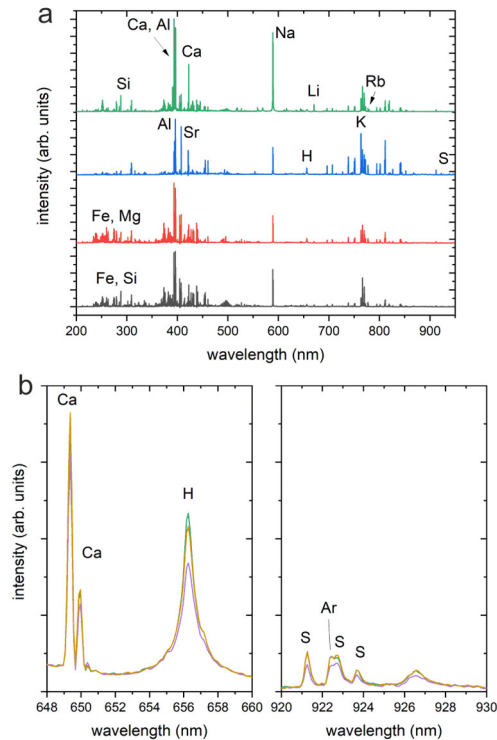 a
Ca, Al
Na
Ca
Si
Li
Rb
Al
Sr
K
H
S
Fe, Mg
Fe, Si
200 300 400 500 600 700 800 900
wavelength (nm)
intensity (arb. units)
b
Ca
H
Ca
Ar
S
S
S
648 650 652 654 656 658 660
920 922 924 926 928 930
wavelength (nm)
wavelength (nm)
intensity (arb. units)